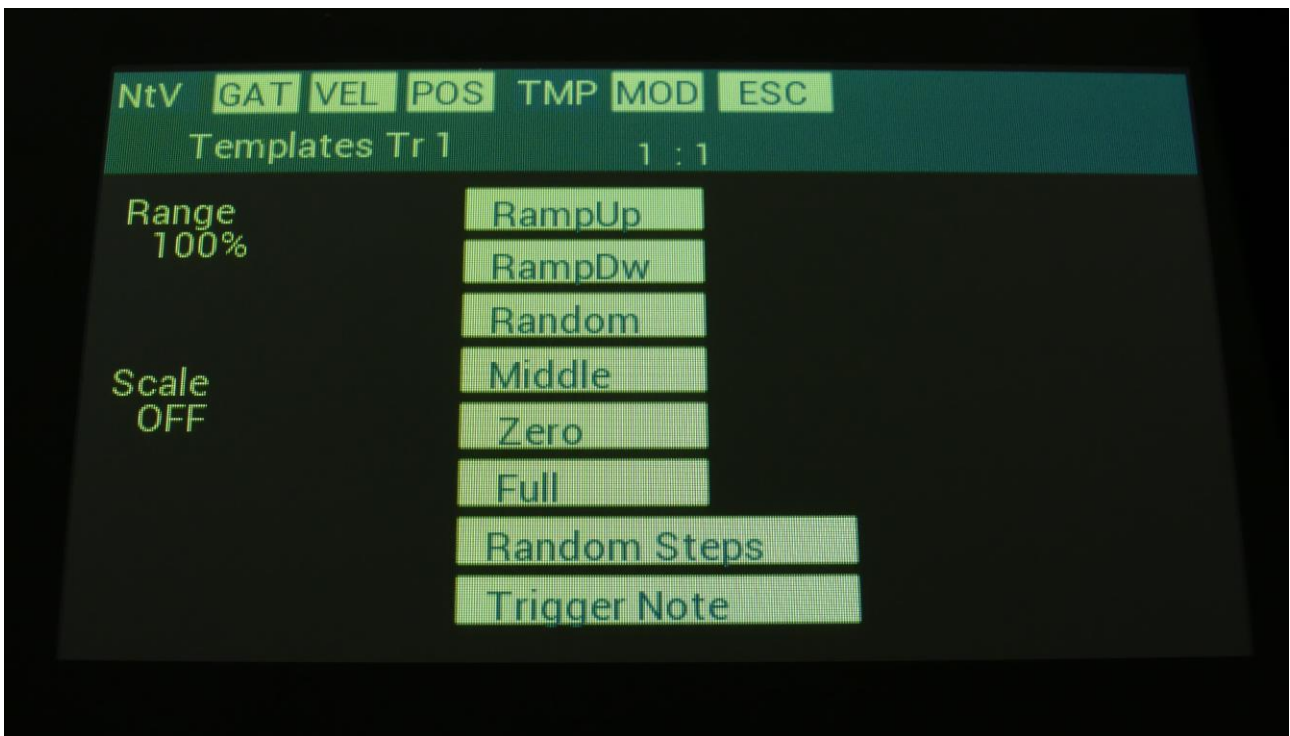 NtV GAT VEL POS TMP MOD ESC
Templates Tr 1 1 : 1
Range
100%
Scale
OFF
RampUp
RampDw
Random
Middle
Zero
Full
Random Steps
Trigger Note